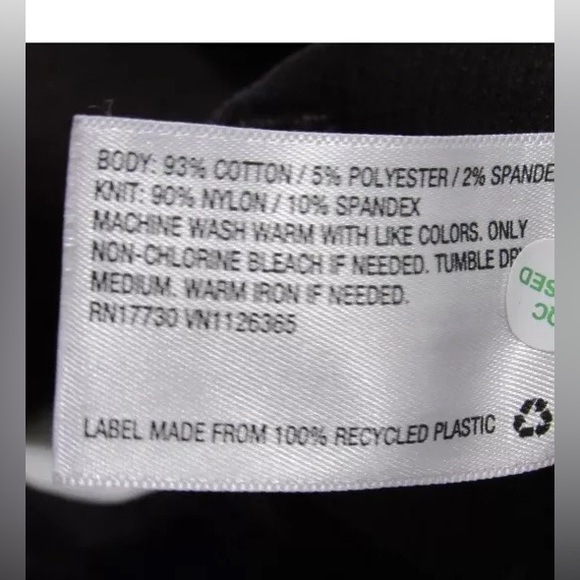 BODY: 93% COTTON / 5% POLYESTER / 2% SPANDE
KNIT: 90% NYLON / 10% SPANDEX
MACHINE WASH WARM WITH LIKE COLORS. ONLY
NON-CHLORINE BLEACH IF NEEDED. TUMBLE DRY
MEDIUM. WARM IRON IF NEEDED.
RN17730 VN1126365
LABEL MADE FROM 100% RECYCLED PLASTIC